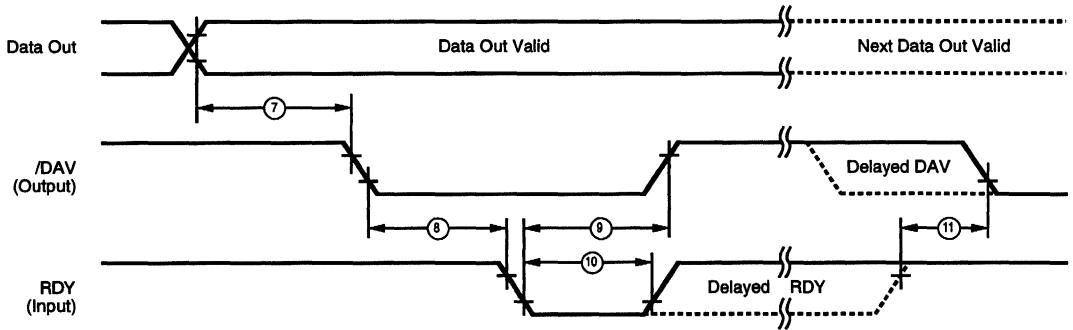 Data Out
Data Out Valid
Next Data Out Valid
7
/DAV
(Output)
Delayed DAV
8
9
11
10
RDY
(Input)
Delayed RDY